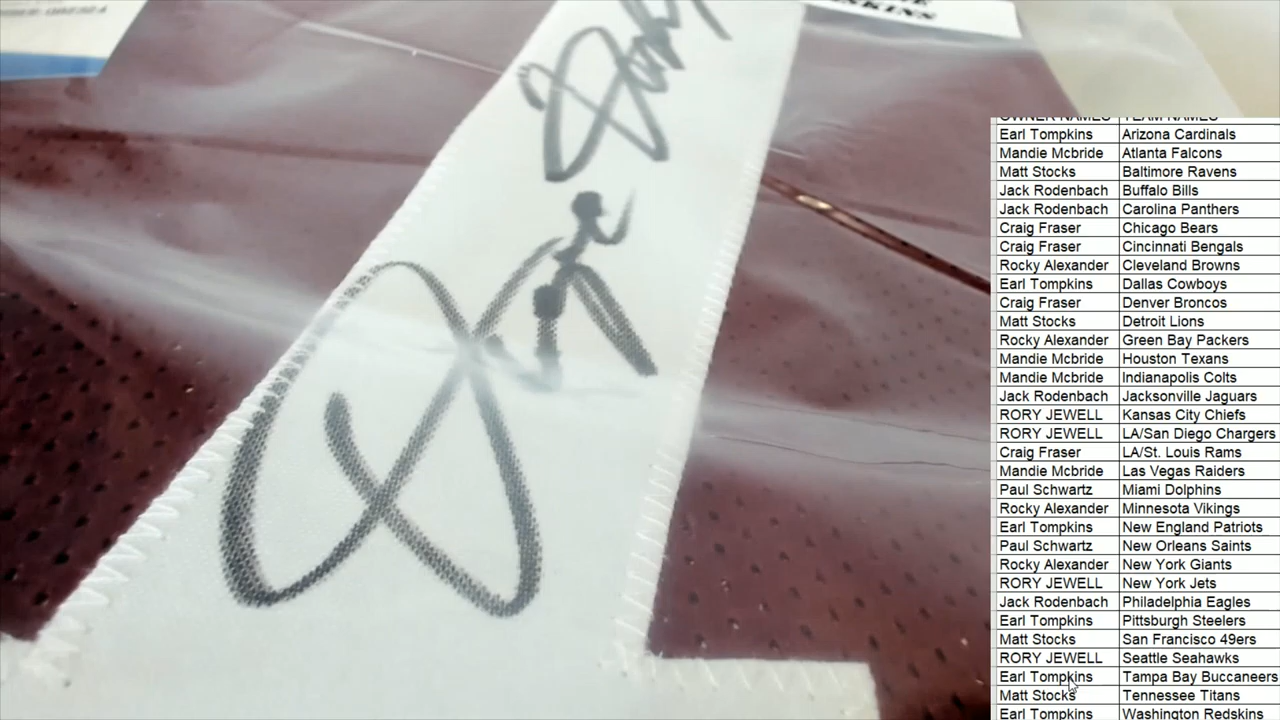 SKINS
OWNER NAMES TEAM NAMES
Earl Tompkins Arizona Cardinals
Mandie Mcbride Atlanta Falcons
Matt Stocks Baltimore Ravens
Jack Rodenbach Buffalo Bills
Jack Rodenbach Carolina Panthers
Craig Fraser Chicago Bears
Craig Fraser Cincinnati Bengals
Rocky Alexander Cleveland Browns
Earl Tompkins Dallas Cowboys
Craig Fraser Denver Broncos
Matt Stocks Detroit Lions
Rocky Alexander Green Bay Packers
Mandie Mcbride Houston Texans
Mandie Mcbride Indianapolis Colts
Jack Rodenbach Jacksonville Jaguars
RORY JEWELL Kansas City Chiefs
RORY JEWELL LA/San Diego Chargers
Craig Fraser LA/St. Louis Rams
Mandie Mcbride Las Vegas Raiders
Paul Schwartz Miami Dolphins
Rocky Alexander Minnesota Vikings
Earl Tompkins New England Patriots
Paul Schwartz New Orleans Saints
Rocky Alexander New York Giants
RORY JEWELL New York Jets
Jack Rodenbach Philadelphia Eagles
Earl Tompkins Pittsburgh Steelers
Matt Stocks San Francisco 49ers
RORY JEWELL Seattle Seahawks
Earl Tompkins Tampa Bay Buccaneers
Matt Stocks Tennessee Titans
Earl Tompkins Washington Redskins